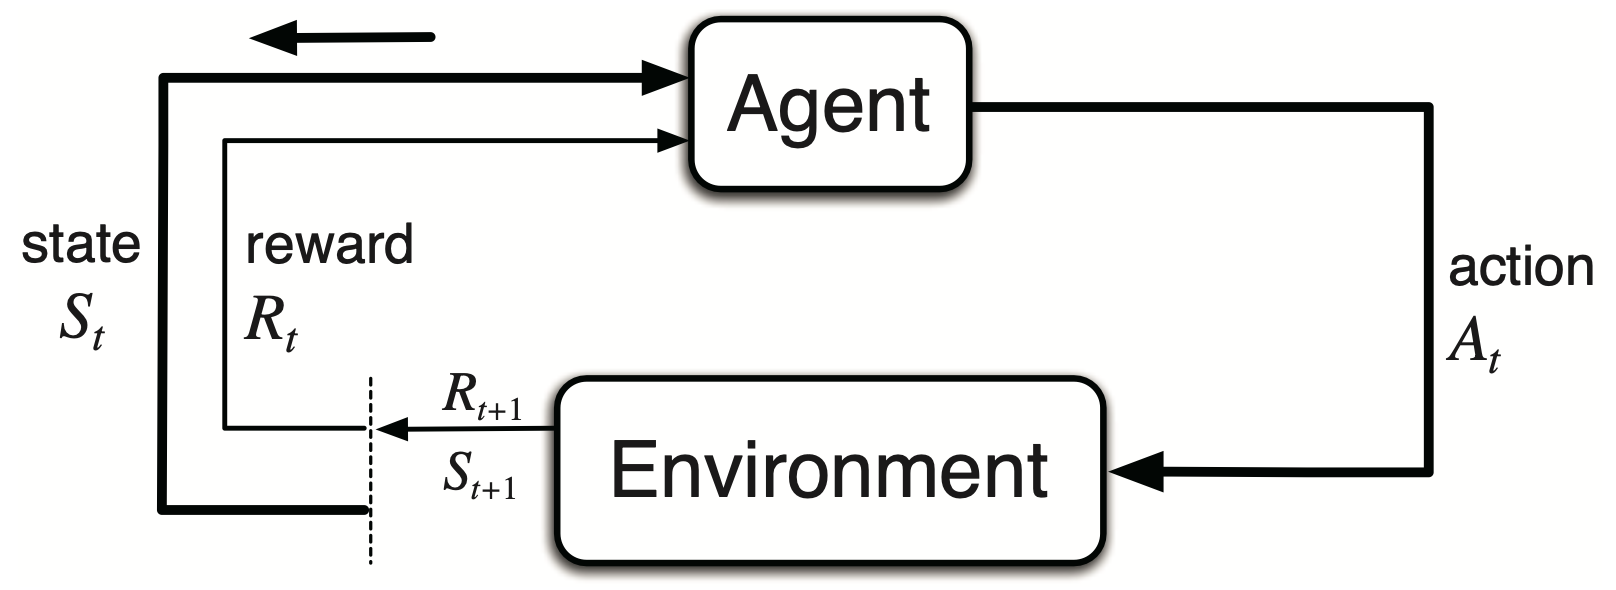 Agent
state
S_t
reward
R_t
action
A_t
R_{t+1}
S_{t+1}
Environment